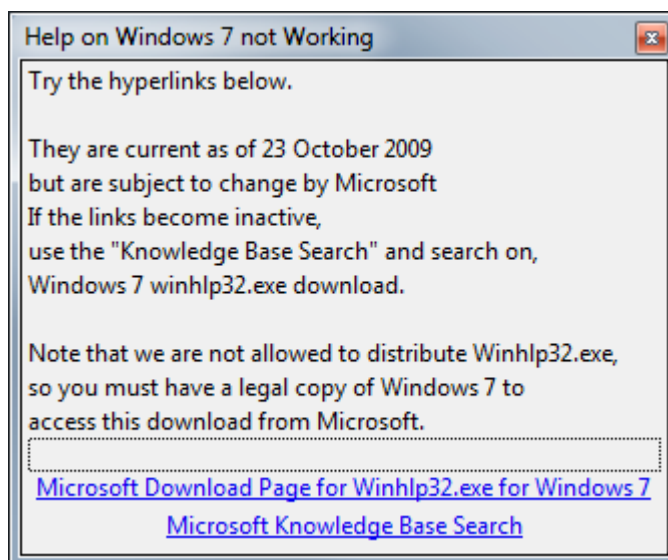 Help on Windows 7 not Working
Try the hyperlinks below.
They are current as of 23 October 2009
but are subject to change by Microsoft
If the links become inactive,
use the "Knowledge Base Search" and search on,
Windows 7 winhlp32.exe download.
Note that we are not allowed to distribute Winhlp32.exe,
so you must have a legal copy of Windows 7 to
access this download from Microsoft.
Microsoft Download Page for Winhlp32.exe for Windows 7
Microsoft Knowledge Base Search